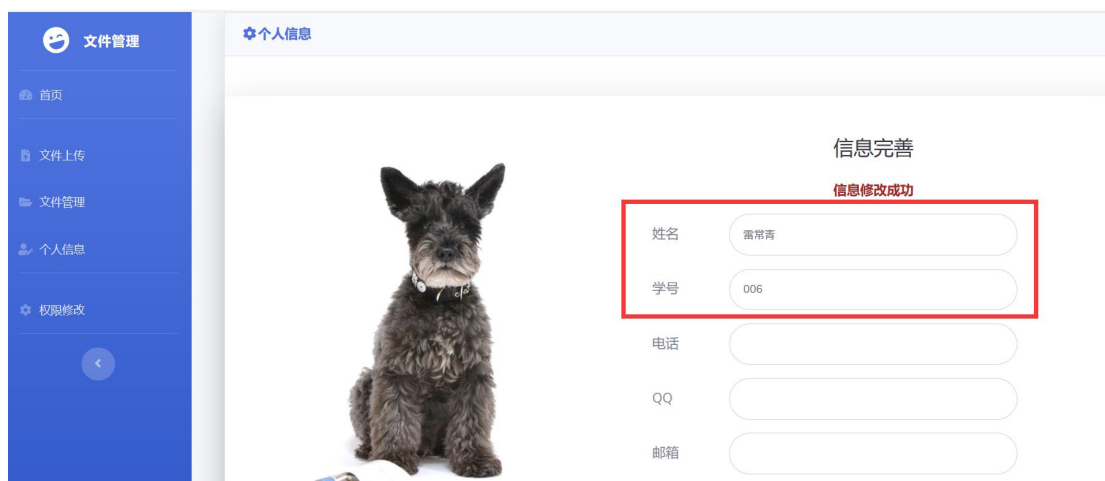 文件管理
首页
文件上传
文件管理
个人信息
权限修改
个人信息
信息完善
信息修改成功
姓名 雷常青
学号 006
电话
QQ
邮箱